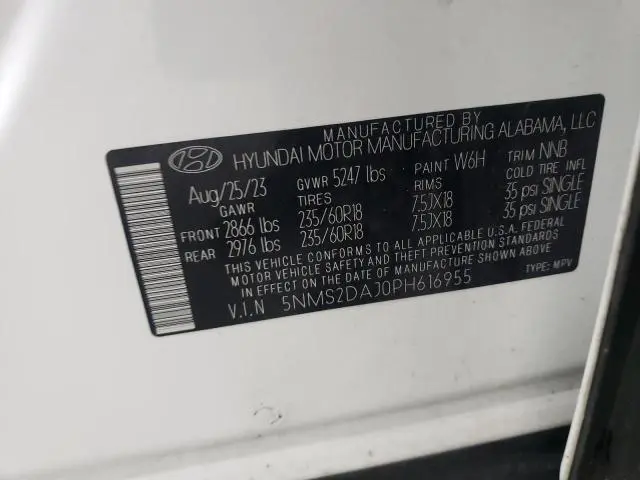 MANUFACTURED BY
HYUNDAI MOTOR MANUFACTURING ALABAMA, LLC
Aug/25/23 GVWR 5247 lbs PAINT W6H TRIM NNB
GAWR TIRES RIMS COLD TIRE INFL
FRONT 2866 lbs 235/60R18 7.5JX18 35 psi SINGLE
REAR 2976 lbs 235/60R18 7.5JX18 35 psi SINGLE
THIS VEHICLE CONFORMS TO ALL APPLICABLE U.S.A. FEDERAL
MOTOR VEHICLE SAFETY AND THEFT PREVENTION STANDARDS
IN EFFECT ON THE DATE OF MANUFACTURE SHOWN ABOVE.
V.I.N 5NMS2DAJ0PH616955 TYPE: MPV